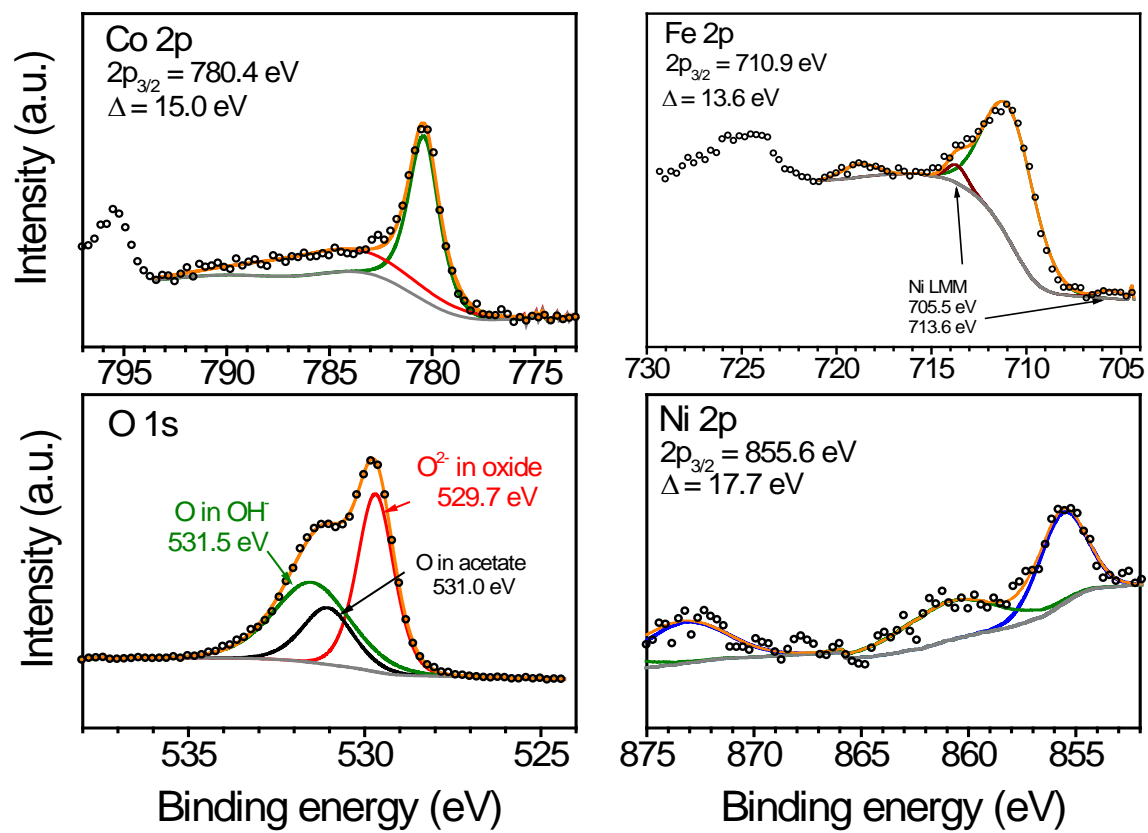 Intensity (a.u.)
Co 2p
2p3/2 = 780.4 eV
Δ = 15.0 eV
795 790 785 780 775
Fe 2p
2p3/2 = 710.9 eV
Δ = 13.6 eV
Ni LMM
705.5 eV
713.6 eV
730 725 720 715 710 705
Intensity (a.u.)
O 1s
O2- in oxide
529.7 eV
O in OH-
531.5 eV
O in acetate
531.0 eV
535 530 525
Binding energy (eV)
Ni 2p
2p3/2 = 855.6 eV
Δ = 17.7 eV
875 870 865 860 855
Binding energy (eV)